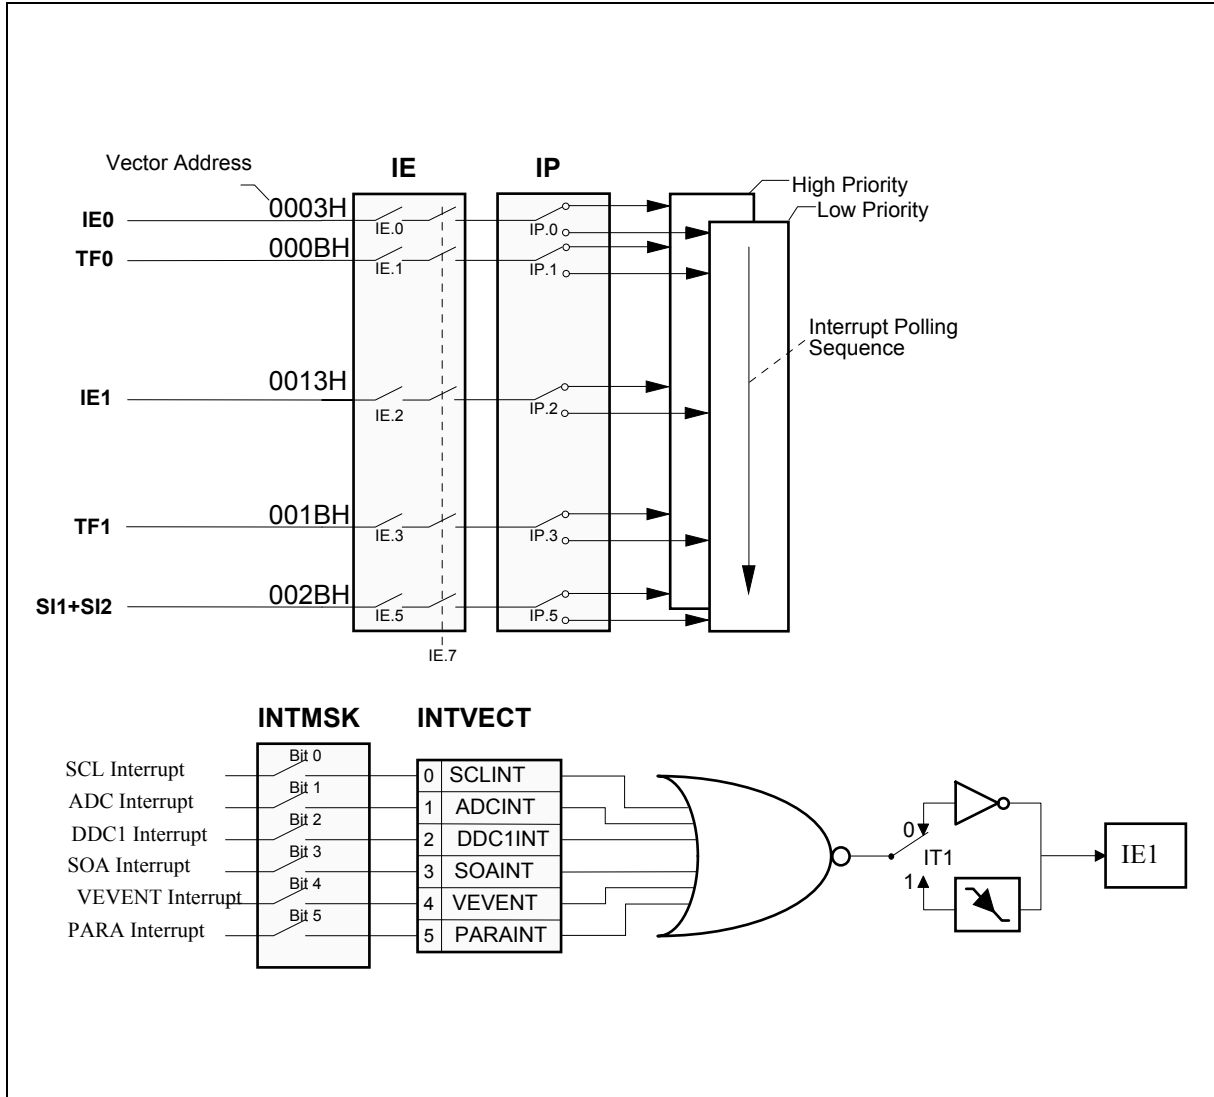 Vector Address
IE
IP
High Priority
Low Priority
IE0
0003H
IE.0
IP.0
TF0
000BH
IE.1
IP.1
Interrupt Polling
Sequence
IE1
0013H
IE.2
IP.2
TF1
001BH
IE.3
IP.3
SI1+SI2
002BH
IE.5
IP.5
IE.7
INTMSK
INTVECT
SCL Interrupt
Bit 0
0 SCLINT
ADC Interrupt
Bit 1
1 ADCINT
DDC1 Interrupt
Bit 2
2 DDC1INT
SOA Interrupt
Bit 3
3 SOAINT
VEVENT Interrupt
Bit 4
4 VEVENT
PARA Interrupt
Bit 5
5 PARAINT
0
IT1
1
IE1